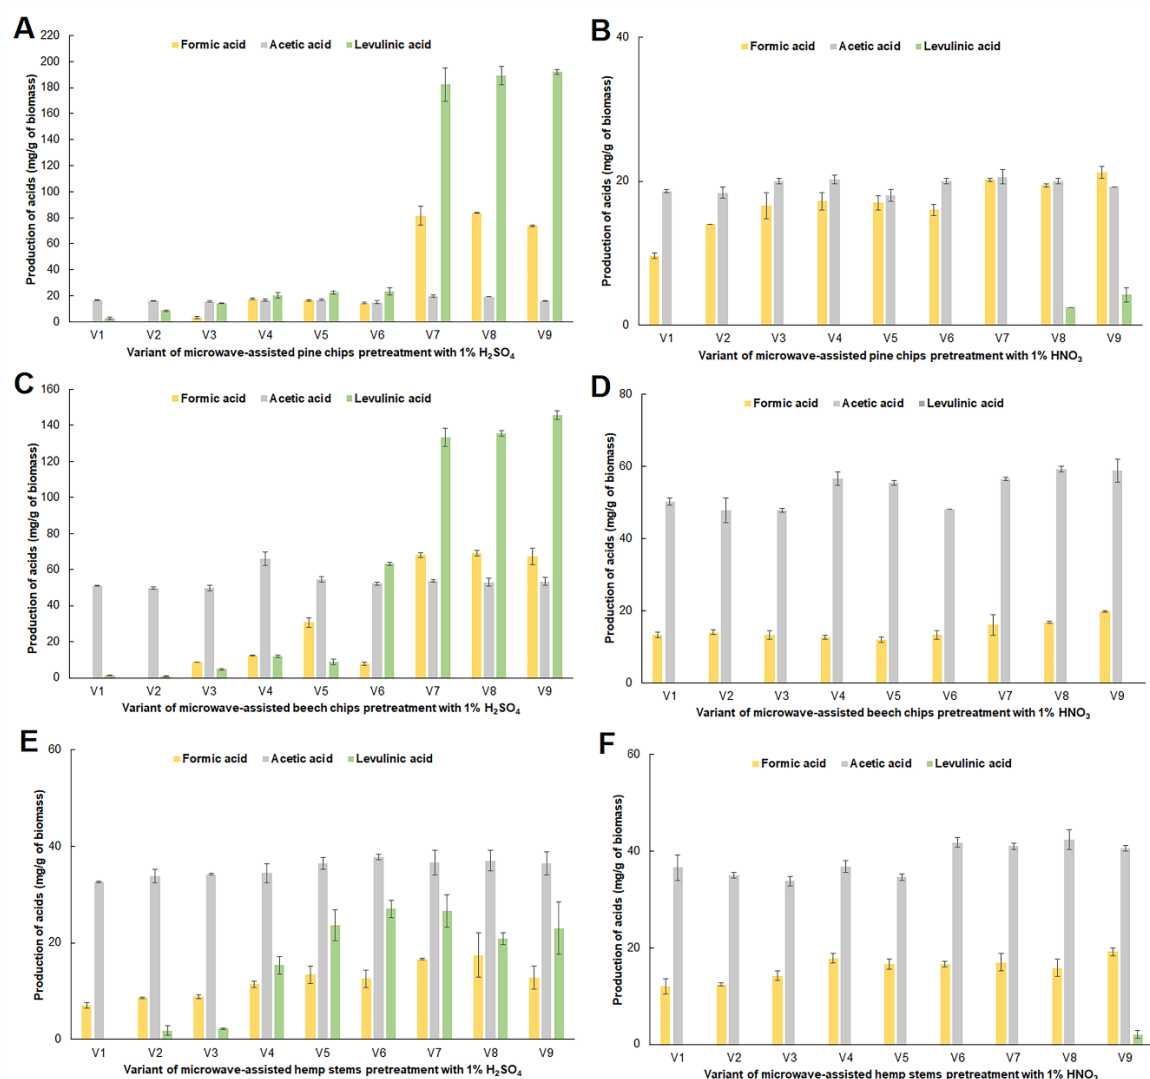 A
Formic acid Acetic acid Levulinic acid
Production of acids (mg/g of biomass)
220
200
180
160
140
120
100
80
60
40
20
0
V1 V2 V3 V4 V5 V6 V7 V8 V9
Variant of microwave-assisted pine chips pretreatment with 1% H₂SO₄
B
Formic acid Acetic acid Levulinic acid
Production of acids (mg/g of biomass)
40
20
0
V1 V2 V3 V4 V5 V6 V7 V8 V9
Variant of microwave-assisted pine chips pretreatment with 1% HNO₃
C
Formic acid Acetic acid Levulinic acid
Production of acids (mg/g of biomass)
160
140
120
100
80
60
40
20
0
V1 V2 V3 V4 V5 V6 V7 V8 V9
Variant of microwave-assisted beech chips pretreatment with 1% H₂SO₄
D
Formic acid Acetic acid Levulinic acid
Production of acids (mg/g of biomass)
80
60
40
20
0
V1 V2 V3 V4 V5 V6 V7 V8 V9
Variant of microwave-assisted beech chips pretreatment with 1% HNO₃
E
Formic acid Acetic acid Levulinic acid
Production of acids (mg/g of biomass)
60
40
20
0
V1 V2 V3 V4 V5 V6 V7 V8 V9
Variant of microwave-assisted hemp stems pretreatment with 1% H₂SO₄
F
Formic acid Acetic acid Levulinic acid
Production of acids (mg/g of biomass)
60
40
20
0
V1 V2 V3 V4 V5 V6 V7 V8 V9
Variant of microwave-assisted hemp stems pretreatment with 1% HNO₃